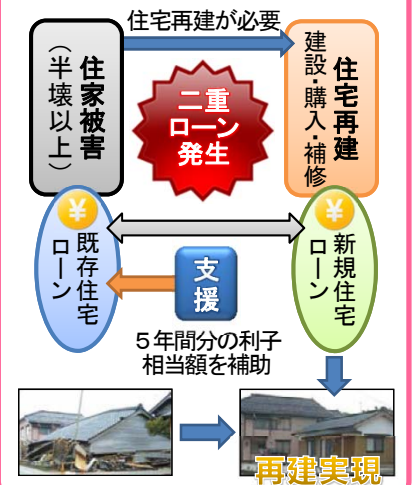 住宅再建が必要
住家被害
（半壊以上）
二重
ローン
発生
住宅再建
建設・購入・補修
¥
既存住宅
ローン
¥
新規住宅
ローン
支援
５年間分の利子
相当額を補助
再建実現